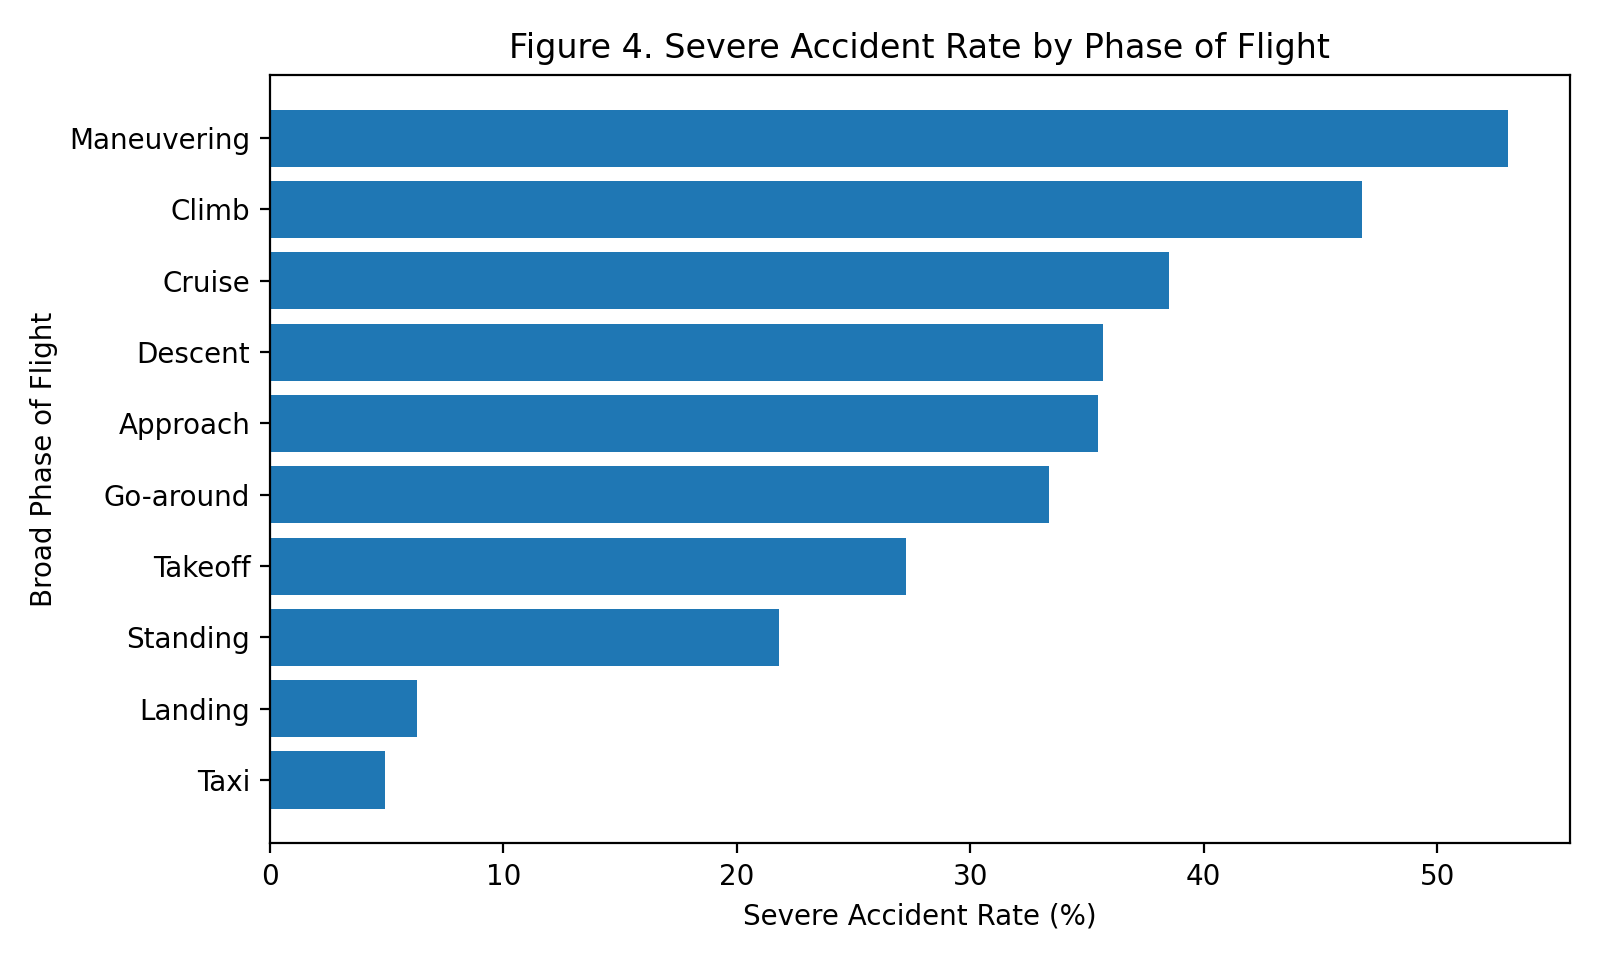 Figure 4. Severe Accident Rate by Phase of Flight
Broad Phase of Flight
Maneuvering
Climb
Cruise
Descent
Approach
Go-around
Takeoff
Standing
Landing
Taxi
0 10 20 30 40 50
Severe Accident Rate (%)